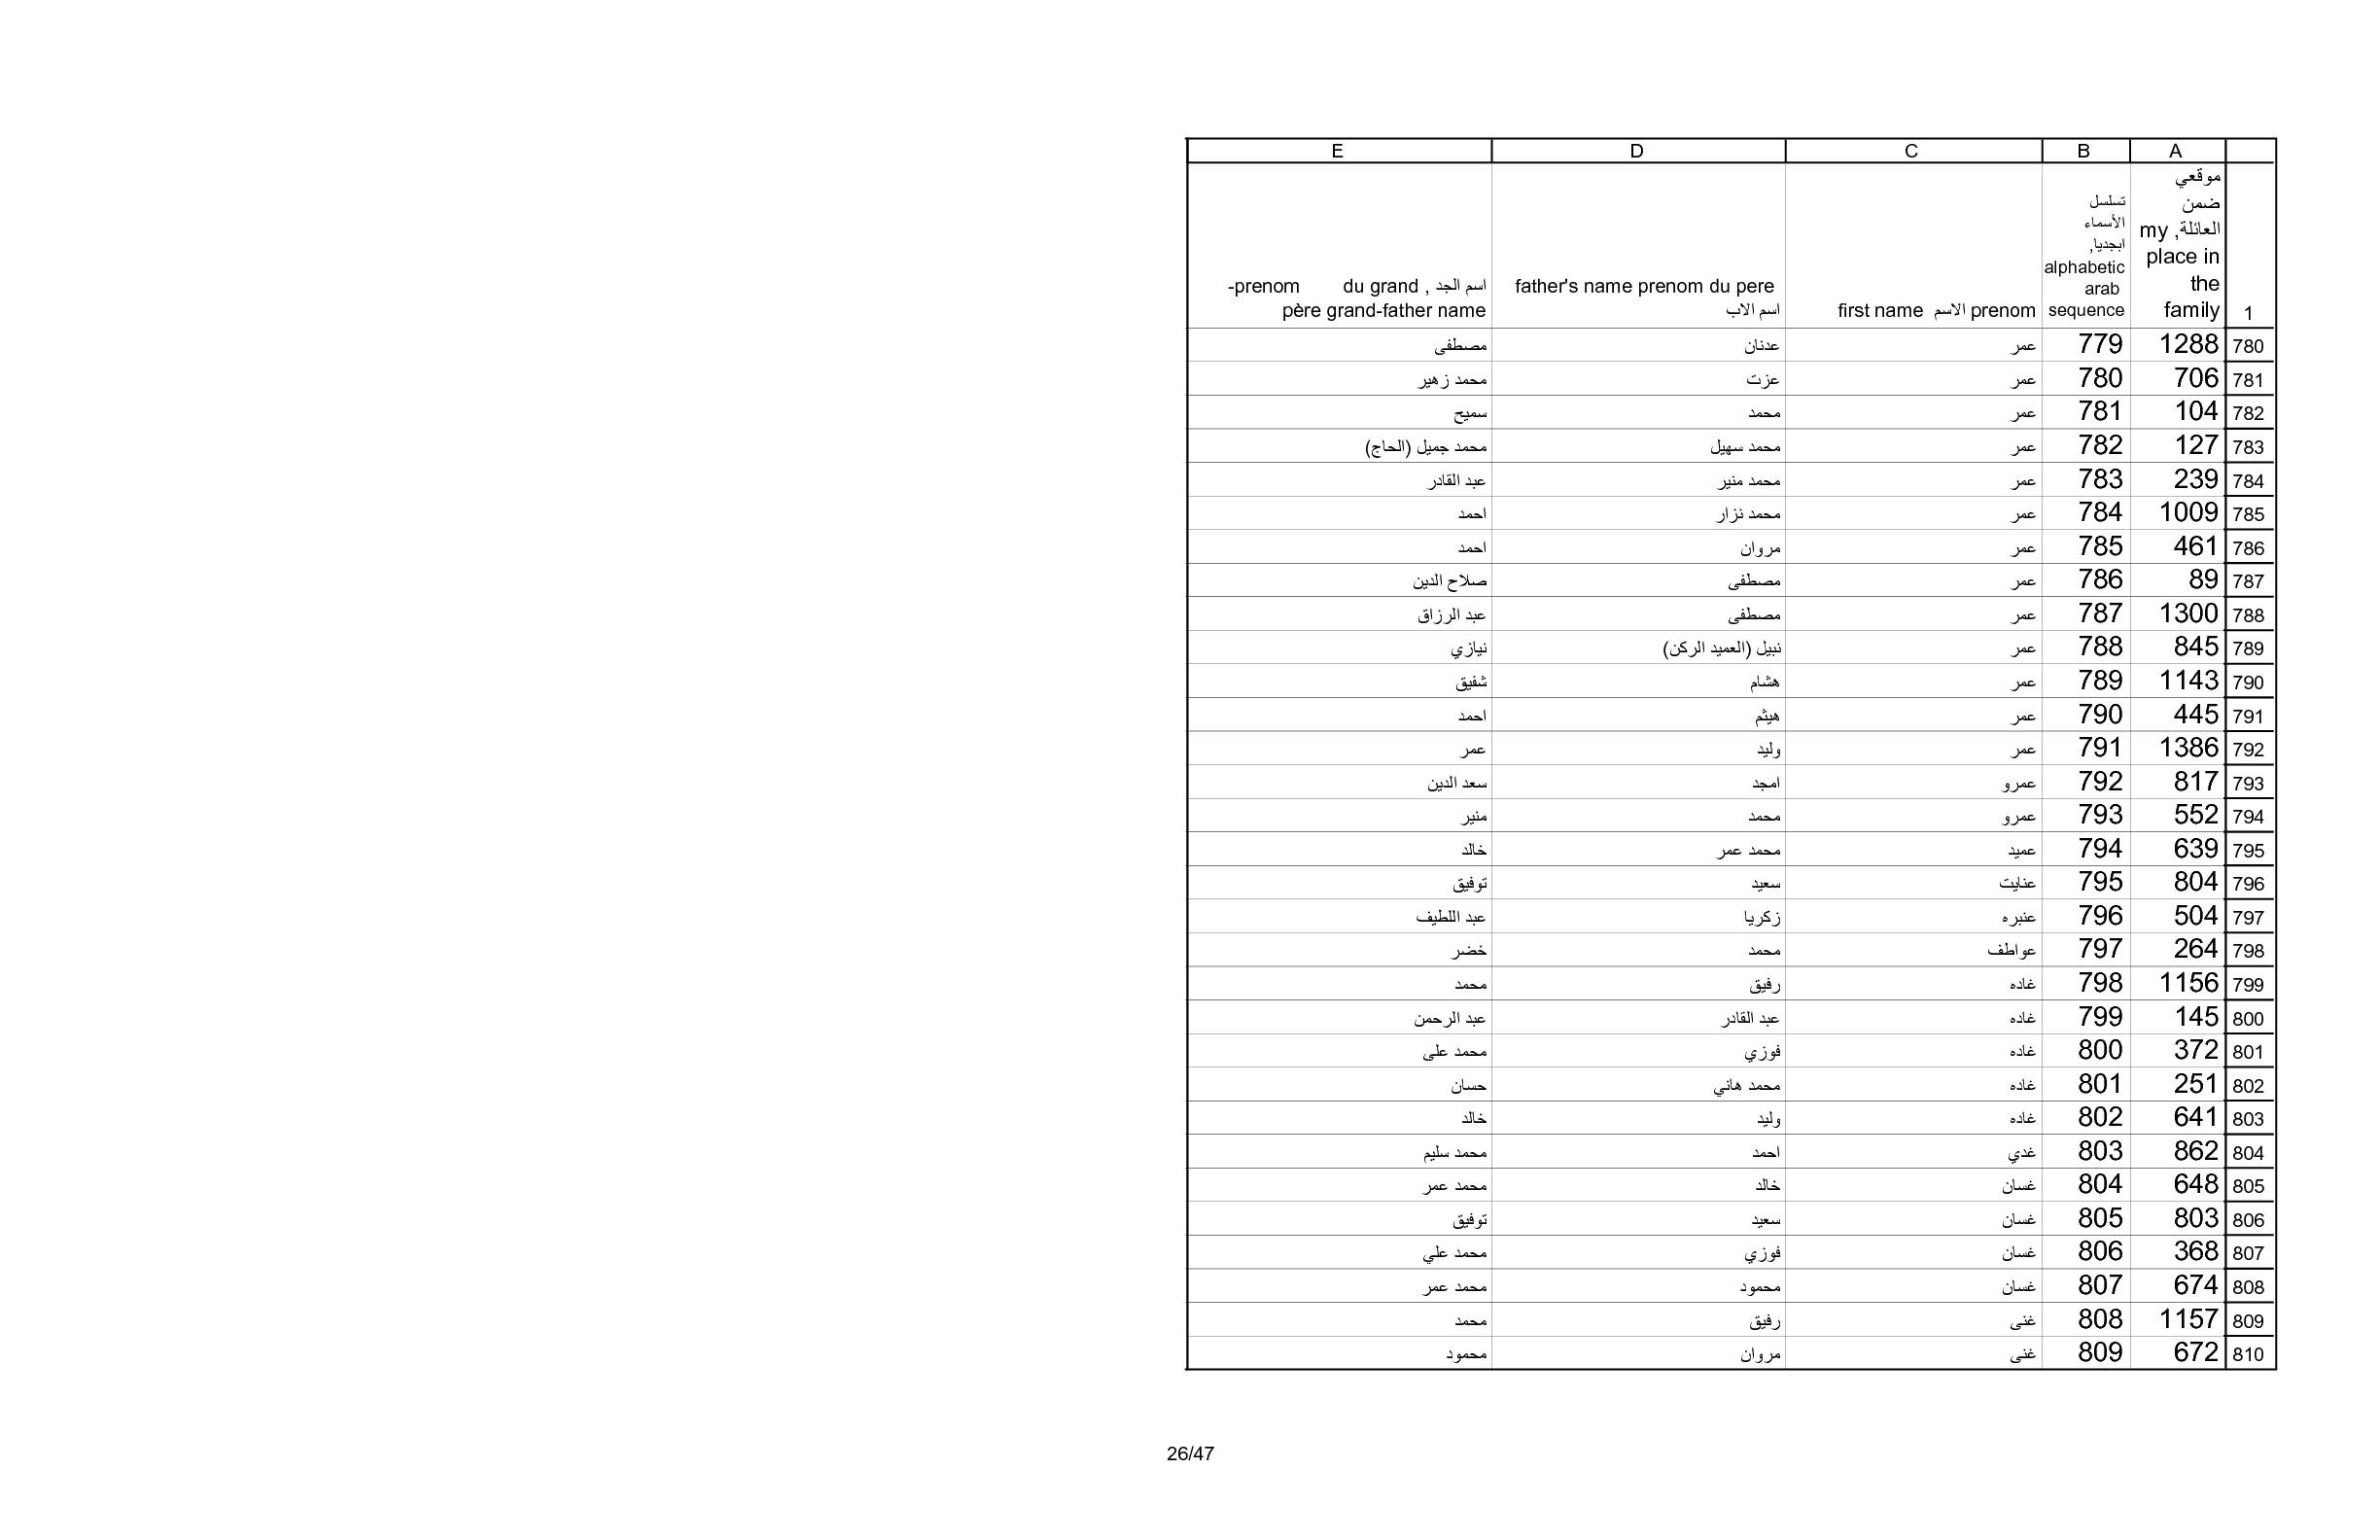 A B C D E
موقعي ضمن العائلة, my place in the family
تسلسل الأسماء ابجديا, alphabetic arab sequence
first name الاسم prenom
father's name prenom du pere اسم الاب
اسم الجد , du grand -prenom père grand-father name
1
780 1288 779 عمر عدنان مصطفى
781 706 780 عمر عزت محمد زهير
782 104 781 عمر محمد سميح
783 127 782 عمر محمد سهيل محمد جميل (الحاج)
784 239 783 عمر محمد منير عبد القادر
785 1009 784 عمر محمد نزار احمد
786 461 785 عمر مروان احمد
787 89 786 عمر مصطفى صلاح الدين
788 1300 787 عمر مصطفى عبد الرزاق
789 845 788 عمر نبيل (العميد الركن) نيازي
790 1143 789 عمر هشام شفيق
791 445 790 عمر هيثم احمد
792 1386 791 عمر وليد عمر
793 817 792 عمرو امجد سعد الدين
794 552 793 عمرو محمد منير
795 639 794 عميد محمد عمر خالد
796 804 795 عنايت سعيد توفيق
797 504 796 عنبره زكريا عبد اللطيف
798 264 797 عواطف محمد خضر
799 1156 798 غاده رفيق محمد
800 145 799 غاده عبد القادر عبد الرحمن
801 372 800 غاده فوزي محمد على
802 251 801 غاده محمد هاني حسان
803 641 802 غاده وليد خالد
804 862 803 غدي احمد محمد سليم
805 648 804 غسان خالد محمد عمر
806 803 805 غسان سعيد توفيق
807 368 806 غسان فوزي محمد علي
808 674 807 غسان محمود محمد عمر
809 1157 808 غنى رفيق محمد
810 672 809 غنى مروان محمود
26/47